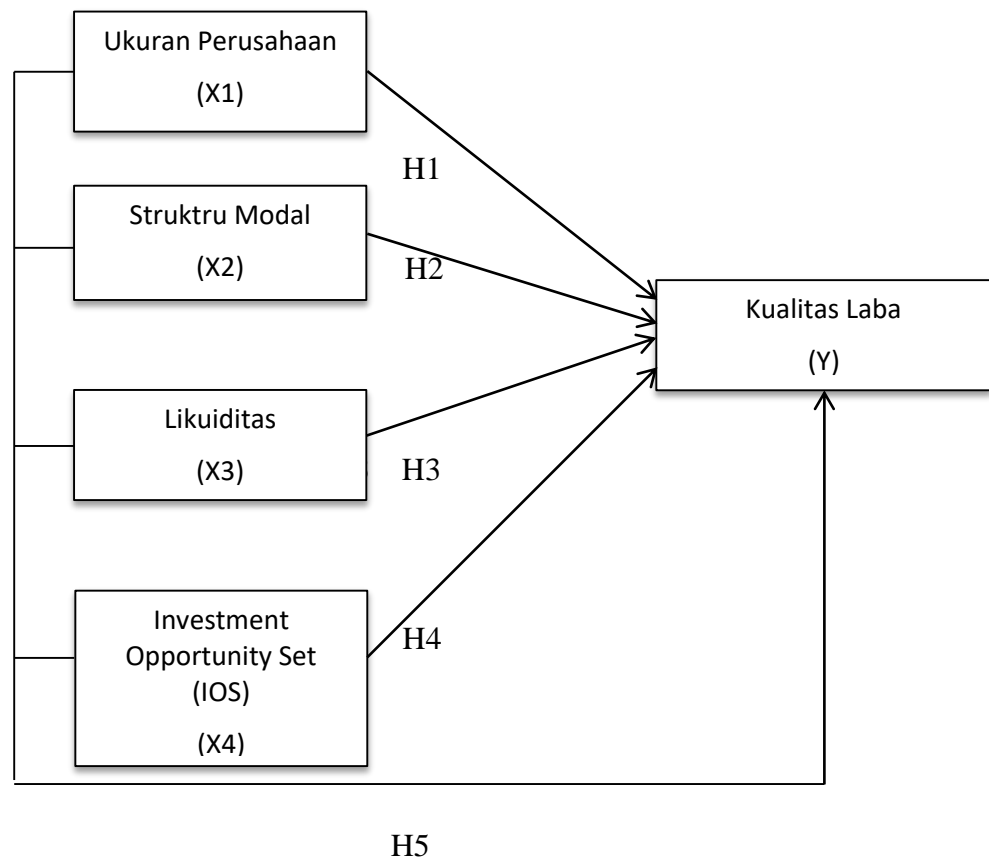 Ukuran Perusahaan
(X1)
H1
Struktru Modal
(X2)
H2
Kualitas Laba
(Y)
Likuiditas
(X3)
H3
Investment
Opportunity Set
(IOS)
(X4)
H4
H5